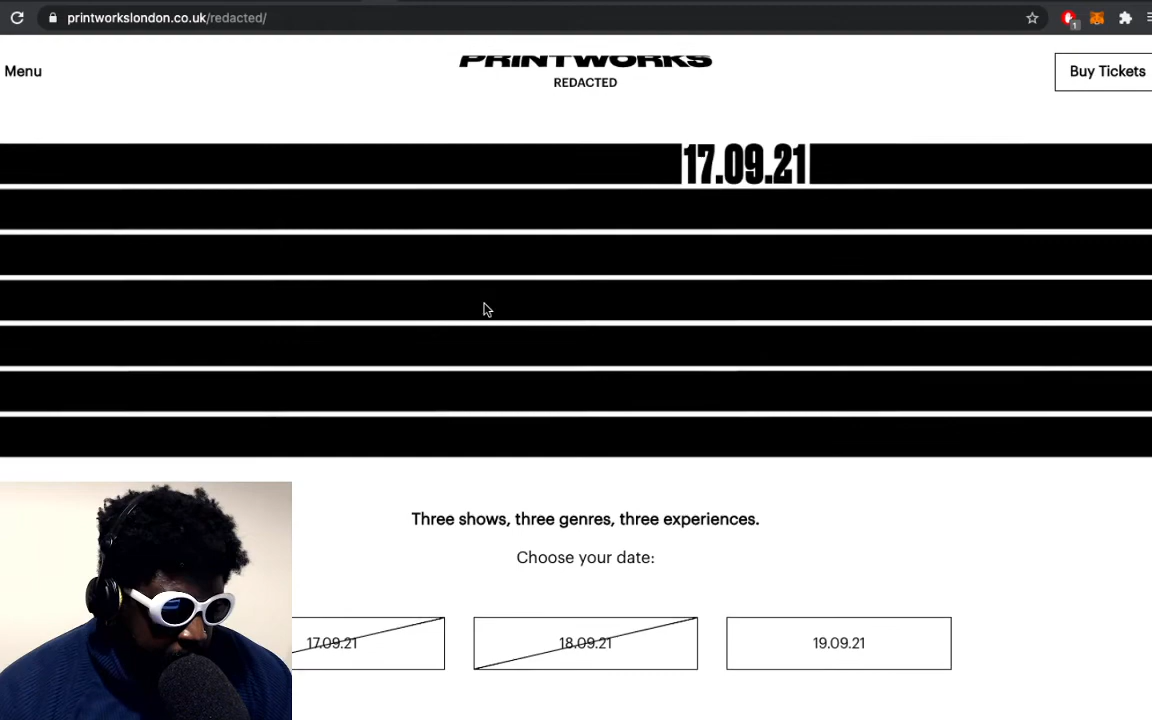 printworkslondon.co.uk/redacted/
1
Menu
PRINTWORKS
REDACTED
Buy Tickets
17.09.21
Three shows, three genres, three experiences.
Choose your date:
17.09.21
18.09.21
19.09.21